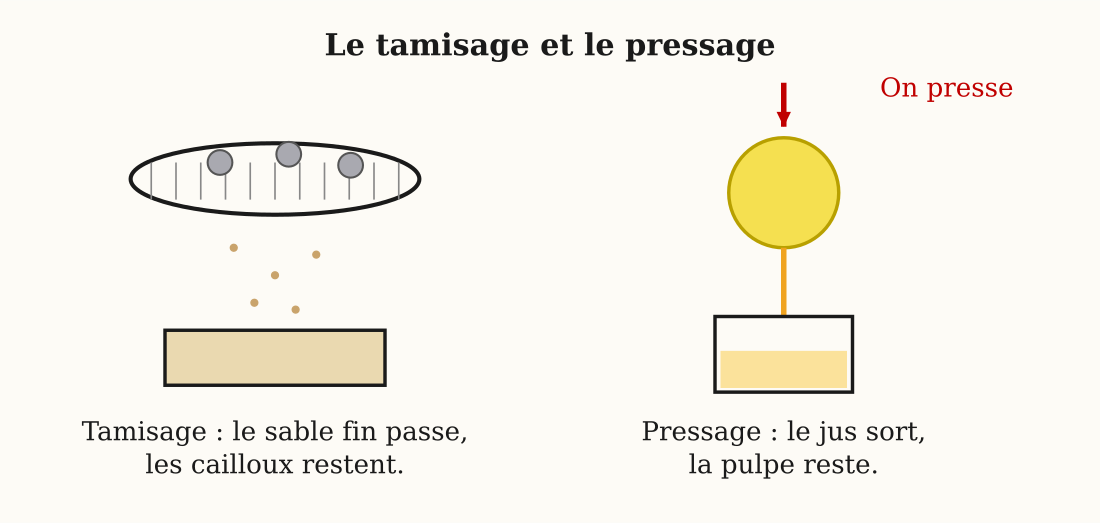 Le tamisage et le pressage
On presse
Tamisage : le sable fin passe,
les cailloux restent.
Pressage : le jus sort,
la pulpe reste.